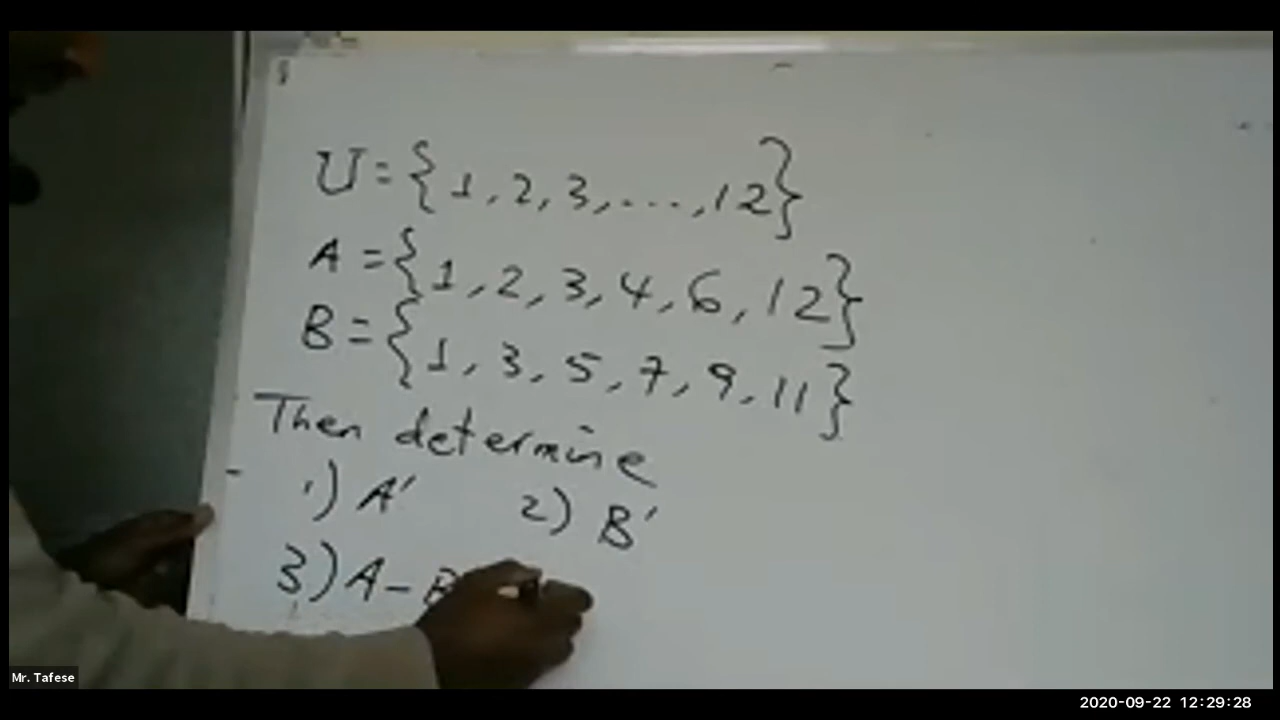 U = {1, 2, 3, ..., 12}
A = {1, 2, 3, 4, 6, 12}
B = {1, 3, 5, 7, 9, 11}
Then determine
1) A' 2) B'
3) A - B
Mr. Tafese
2020-09-22 12:29:28